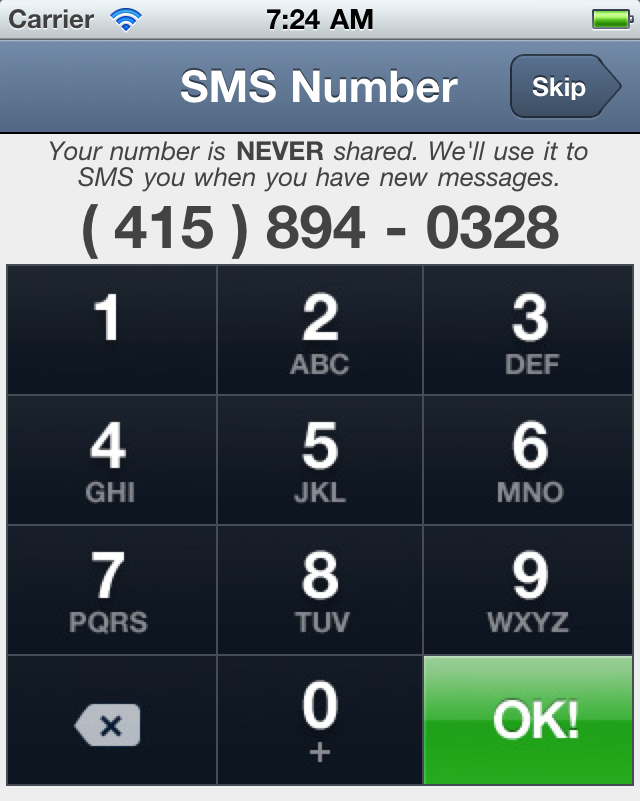 Carrier 7:24 AM
SMS Number Skip
Your number is NEVER shared. We'll use it to
SMS you when you have new messages.
( 415 ) 894 - 0328
1 2 3
ABC DEF
4 5 6
GHI JKL MNO
7 8 9
PQRS TUV WXYZ
0 OK!
+